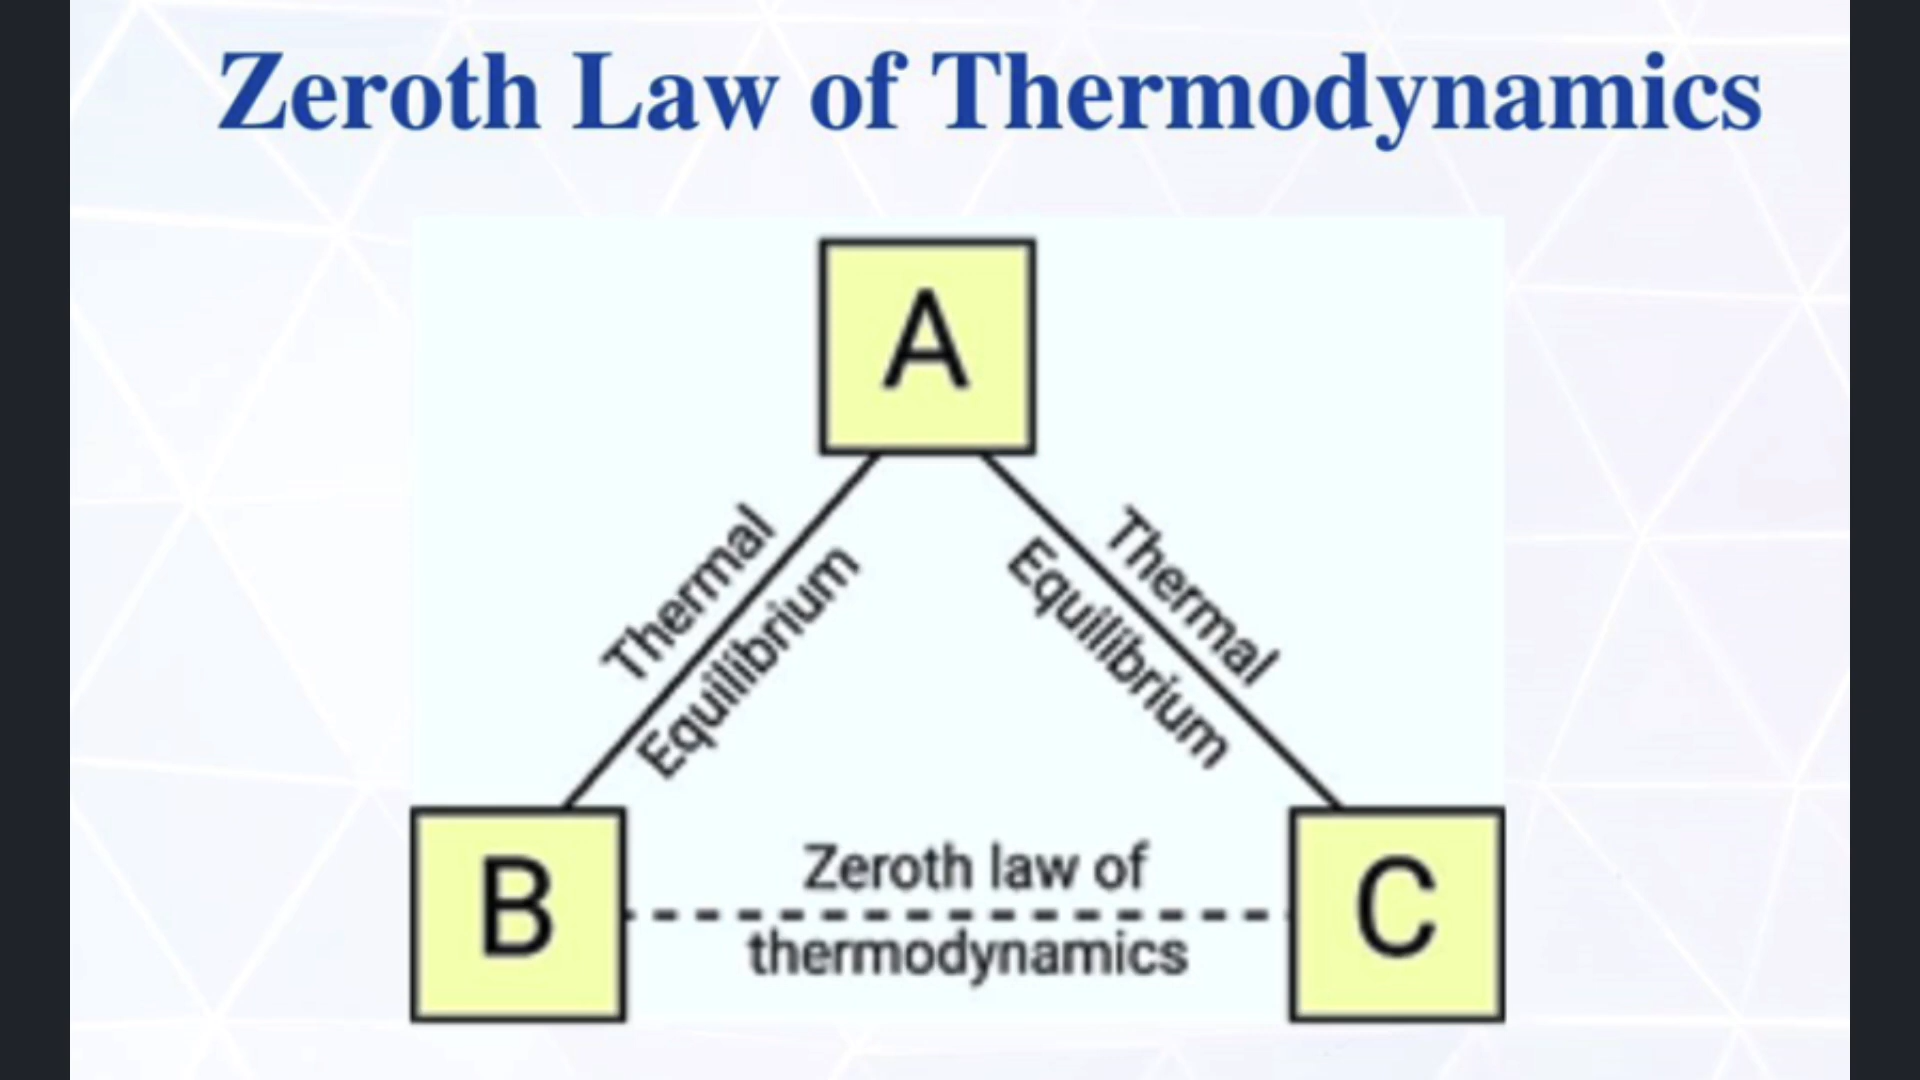 Zeroth Law of Thermodynamics
A
Thermal
Equilibrium
Thermal
Equilibrium
B
Zeroth law of
thermodynamics
C